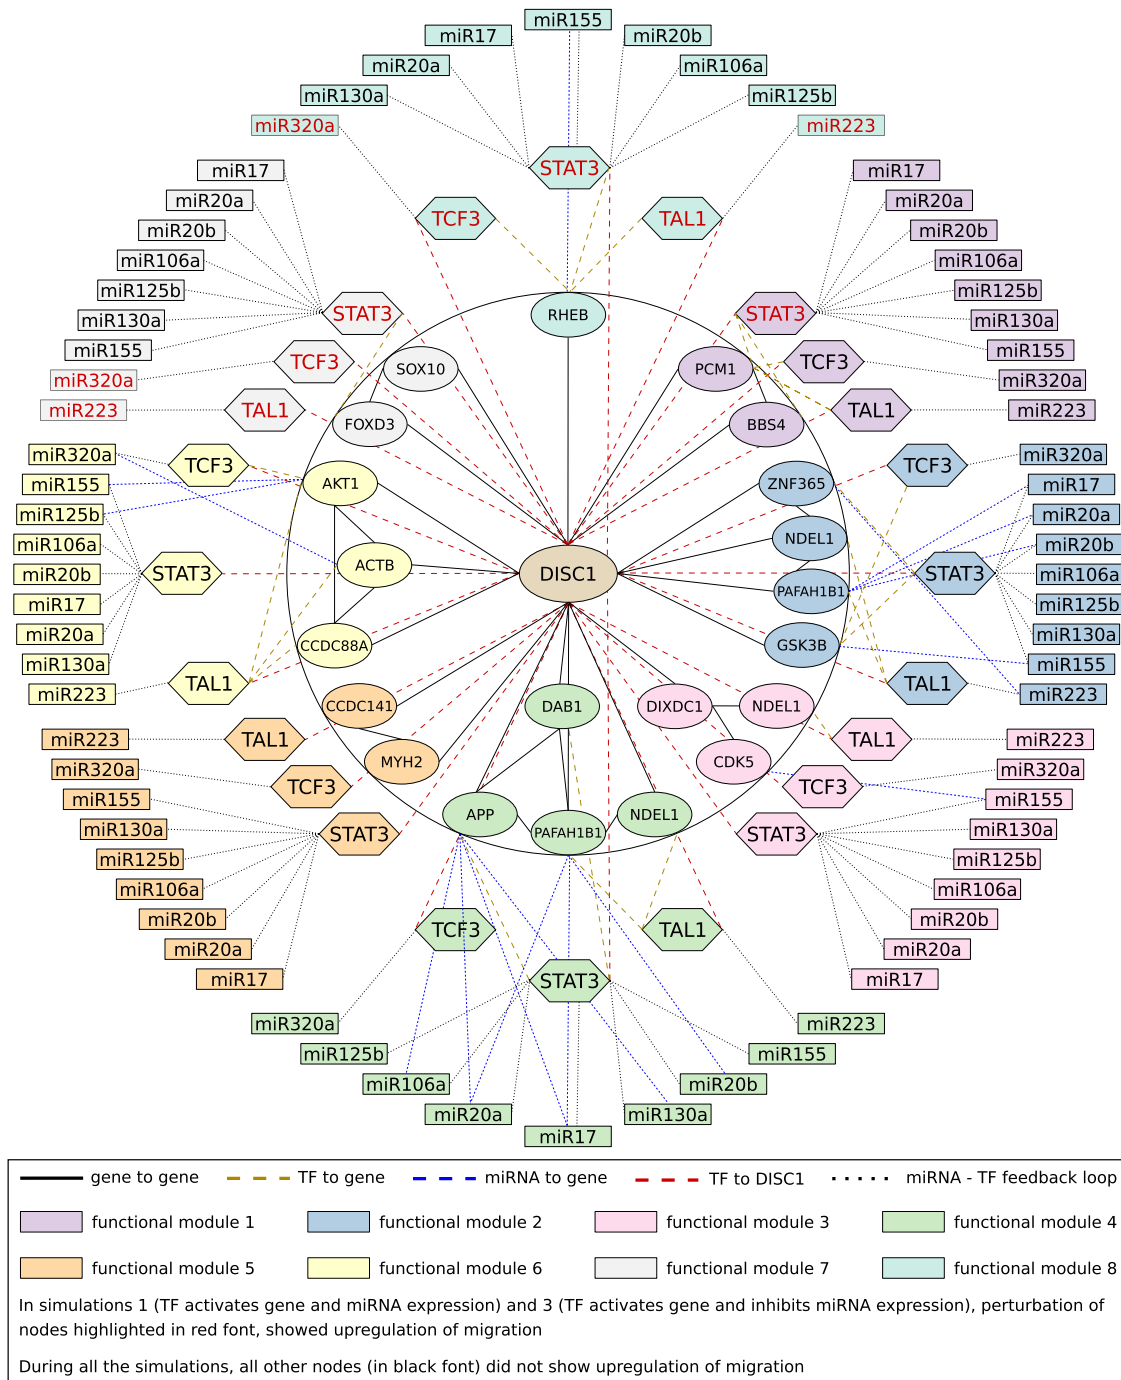 miR155
miR17
miR20b
miR20a
miR106a
miR130a
miR125b
miR320a
miR223
STAT3
TCF3
TAL1
RHEB
miR17
miR20a
miR20b
miR106a
miR125b
miR130a
miR155
miR320a
miR223
STAT3
TCF3
TAL1
SOX10
FOXD3
miR17
miR20a
miR20b
miR106a
miR125b
miR130a
miR155
miR320a
miR223
STAT3
TCF3
TAL1
PCM1
BBS4
miR320a
miR155
miR125b
miR106a
miR20b
miR17
miR20a
miR130a
miR223
TCF3
STAT3
TAL1
AKT1
ACTB
CCDC88A
DISC1
ZNF365
NDEL1
PAFAH1B1
GSK3B
TCF3
STAT3
TAL1
miR320a
miR17
miR20a
miR20b
miR106a
miR125b
miR130a
miR155
miR223
CCDC141
MYH2
TAL1
TCF3
STAT3
miR223
miR320a
miR155
miR130a
miR125b
miR106a
miR20b
miR20a
miR17
DAB1
APP
PAFAH1B1
NDEL1
DIXDC1
NDEL1
CDK5
TAL1
TCF3
STAT3
miR223
miR320a
miR155
miR130a
miR125b
miR106a
miR20b
miR20a
miR17
TCF3
TAL1
STAT3
miR320a
miR223
miR125b
miR155
miR106a
miR20b
miR20a
miR130a
miR17
gene to gene TF to gene miRNA to gene TF to DISC1 miRNA - TF feedback loop
functional module 1 functional module 2 functional module 3 functional module 4
functional module 5 functional module 6 functional module 7 functional module 8
In simulations 1 (TF activates gene and miRNA expression) and 3 (TF activates gene and inhibits miRNA expression), perturbation of
nodes highlighted in red font, showed upregulation of migration
During all the simulations, all other nodes (in black font) did not show upregulation of migration